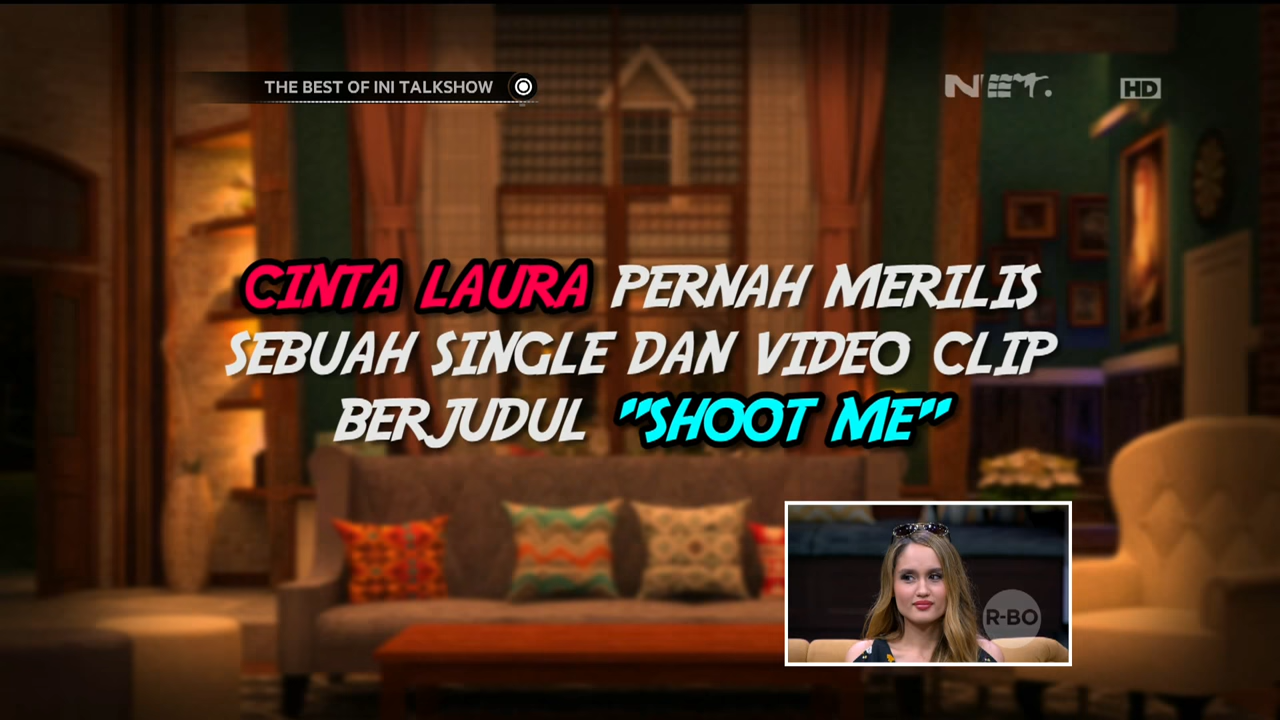 THE BEST OF INI TALKSHOW
NET.
HD
CINTA LAURA PERNAH MERILIS
SEBUAH SINGLE DAN VIDEO CLIP
BERJUDUL "SHOOT ME"
R-BO